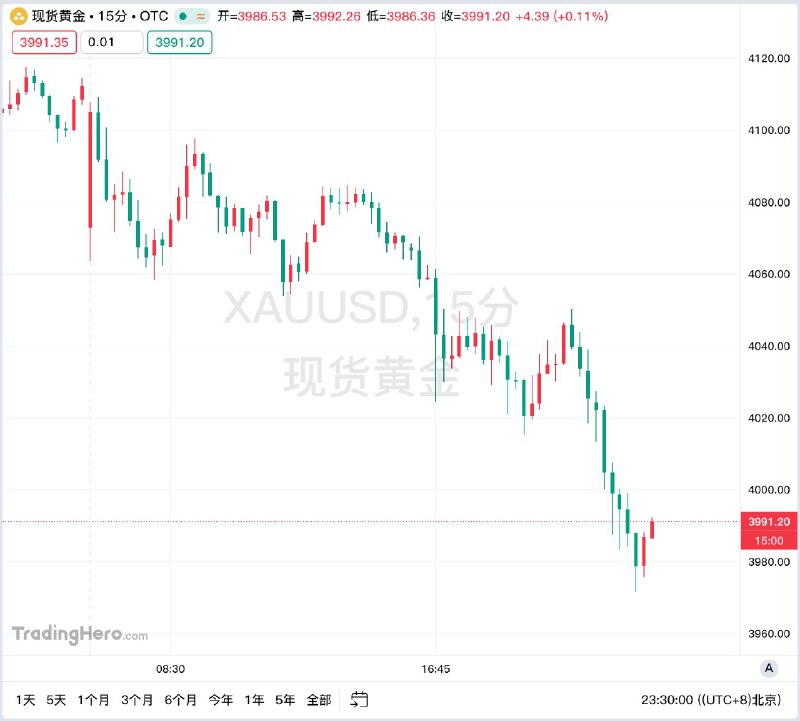 现货黄金 • 15分 • OTC ≈ 开=3986.53 高=3992.26 低=3986.36 收=3991.20 +4.39 (+0.11%)
3991.35 0.01 3991.20
4120.00
4100.00
4080.00
4060.00
XAUUSD,15分
4040.00
现货黄金
4020.00
4000.00
3991.20
15:00
3980.00
TradingHero.com
3960.00
08:30 16:45 A
1天 5天 1个月 3个月 6个月 今年 1年 5年 全部 23:30:00 ((UTC+8)北京)